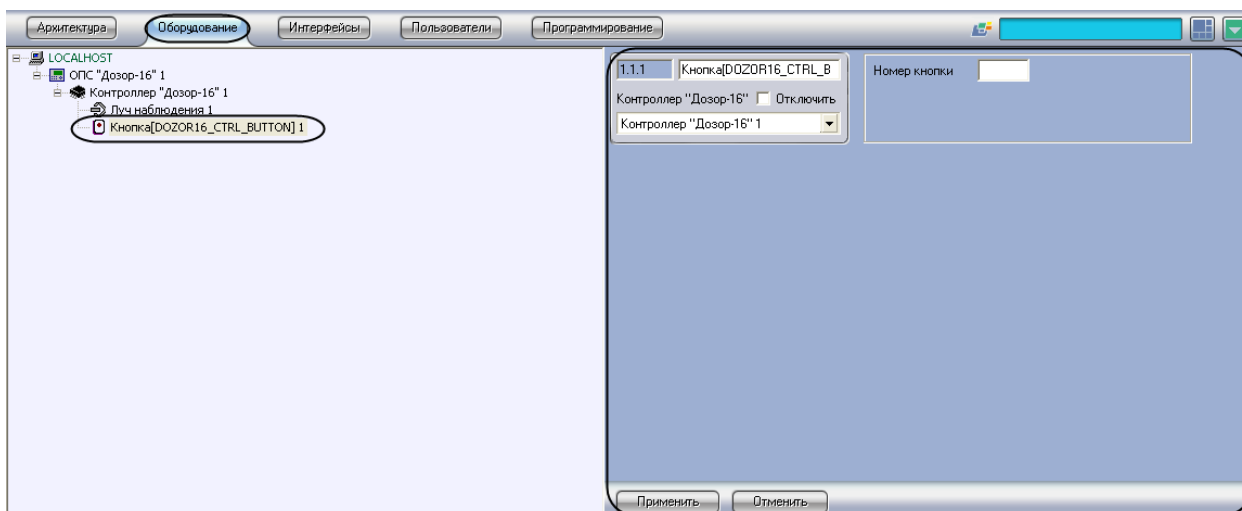 Архитектура Оборудование Интерфейсы Пользователи Программирование
LOCALHOST
ОПС "Дозор-16" 1
Контроллер "Дозор-16" 1
Луч наблюдения 1
Кнопка[DOZOR16_CTRL_BUTTON] 1
1.1.1 Кнопка[DOZOR16_CTRL_B
Номер кнопки
Контроллер "Дозор-16" Отключить
Контроллер "Дозор-16" 1
Применить Отменить